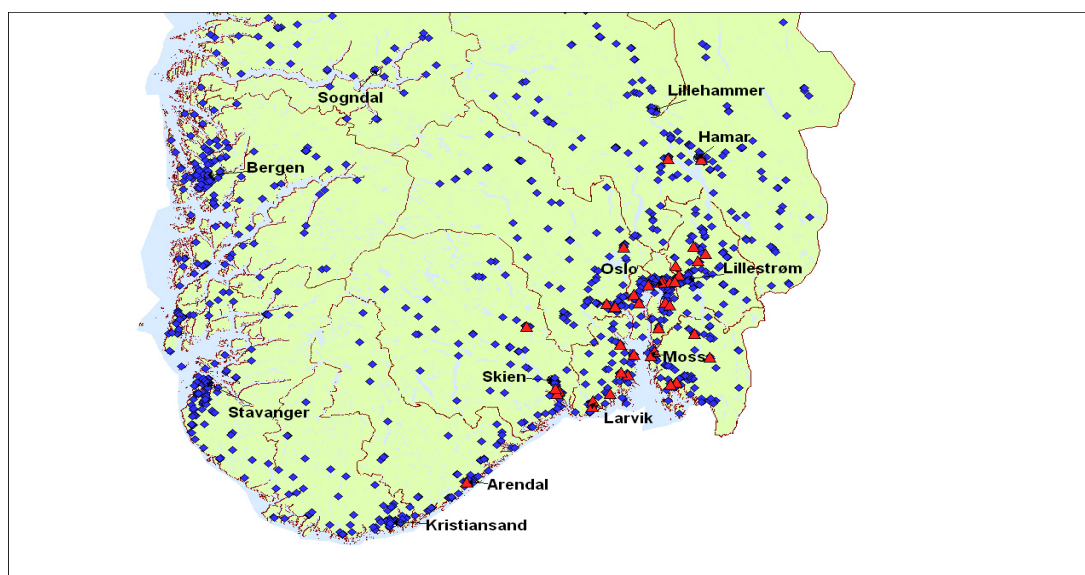 Lillehammer
Sogndal
Hamar
Bergen
Oslo
Lillestrøm
Moss
Skien
Stavanger
Larvik
Arendal
Kristiansand